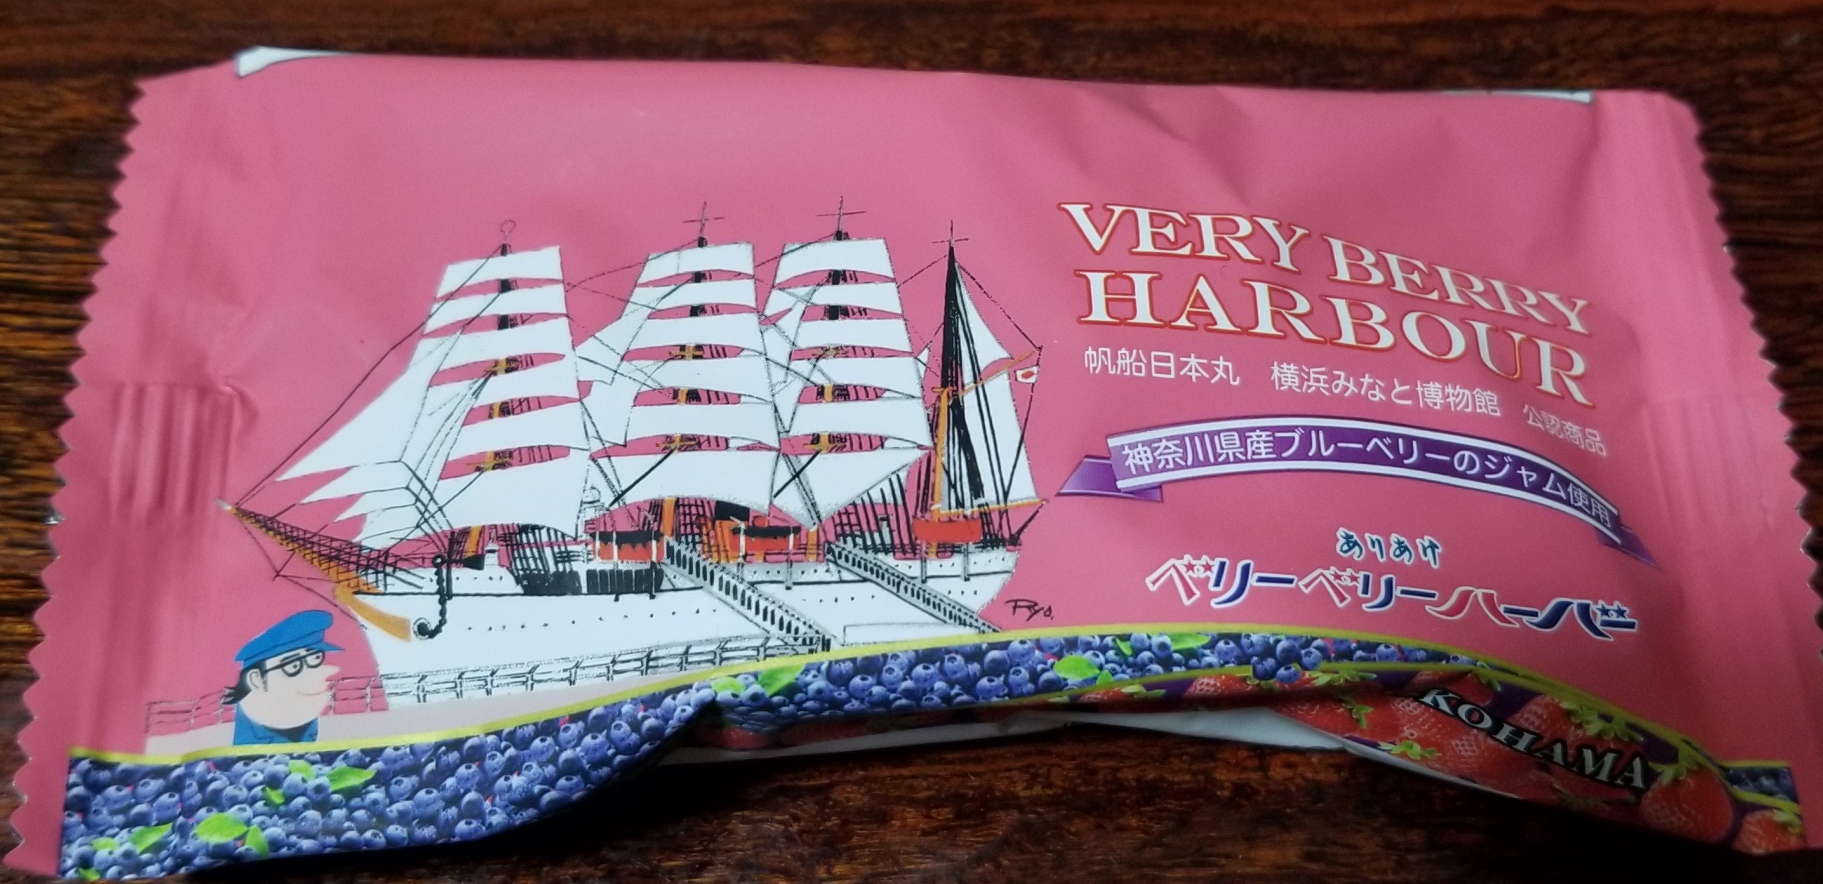 VERY BERRY
HARBOUR
帆船日本丸 横浜みなと博物館 公認商品
神奈川県産ブルーベリーのジャム使用
ありあけ
ベリーベリーハーバー
Ryo.
KOHAMA